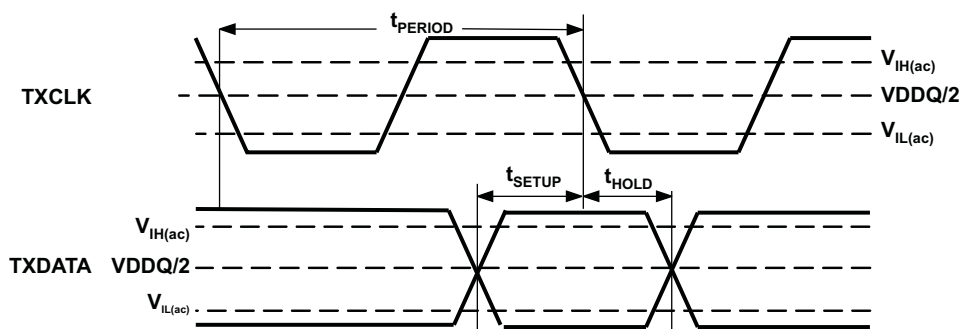 tPERIOD
VIH(ac)
TXCLK VDDQ/2
VIL(ac)
tSETUP tHOLD
VIH(ac)
TXDATA VDDQ/2
VIL(ac)